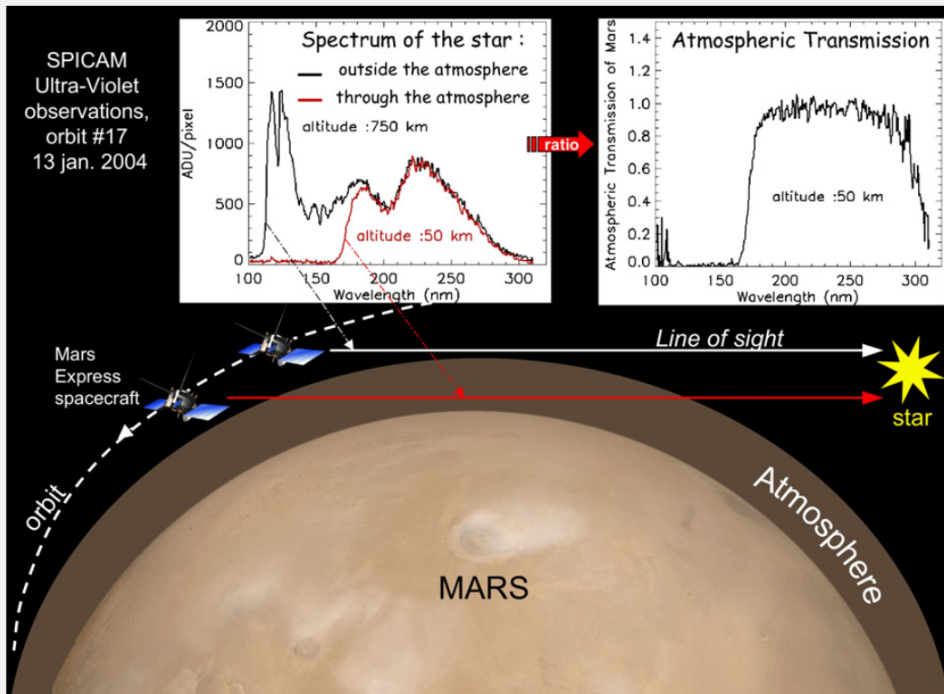 SPICAM
Ultra-Violet
observations,
orbit #17
13 jan. 2004
Spectrum of the star :
outside the atmosphere
through the atmosphere
altitude :750 km
altitude :50 km
ADU/pixel
2000
1500
1000
500
0
100 150 200 250 300
Wavelength (nm)
ratio
Atmospheric Transmission
Atmospheric Transmission of Mars
1.4
1.2
1.0
0.8
0.6
0.4
0.2
0.0
altitude :50 km
100 150 200 250 300
Wavelength (nm)
Line of sight
Mars
Express
spacecraft
star
orbit
Atmosphere
MARS